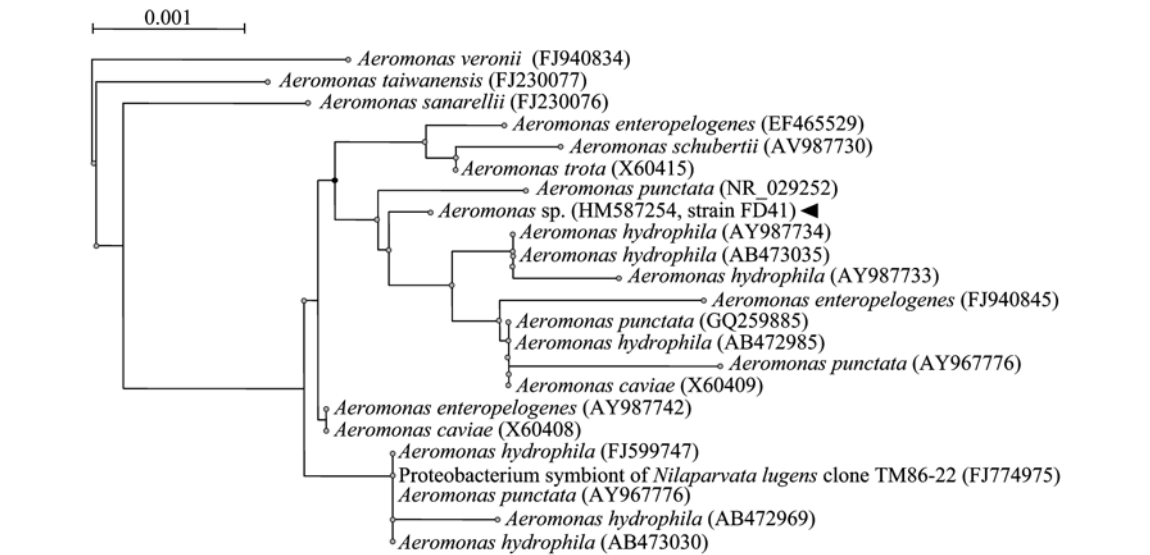 0.001
Aeromonas veronii (FJ940834)
Aeromonas taiwanensis (FJ230077)
Aeromonas sanarellii (FJ230076)
Aeromonas enteropelogenes (EF465529)
Aeromonas schubertii (AV987730)
Aeromonas trota (X60415)
Aeromonas punctata (NR_029252)
Aeromonas sp. (HM587254, strain FD41)
Aeromonas hydrophila (AY987734)
Aeromonas hydrophila (AB473035)
Aeromonas hydrophila (AY987733)
Aeromonas enteropelogenes (FJ940845)
Aeromonas punctata (GQ259885)
Aeromonas hydrophila (AB472985)
Aeromonas punctata (AY967776)
Aeromonas caviae (X60409)
Aeromonas enteropelogenes (AY987742)
Aeromonas caviae (X60408)
Aeromonas hydrophila (FJ599747)
Proteobacterium symbiont of Nilaparvata lugens clone TM86-22 (FJ774975)
Aeromonas punctata (AY967776)
Aeromonas hydrophila (AB472969)
Aeromonas hydrophila (AB473030)